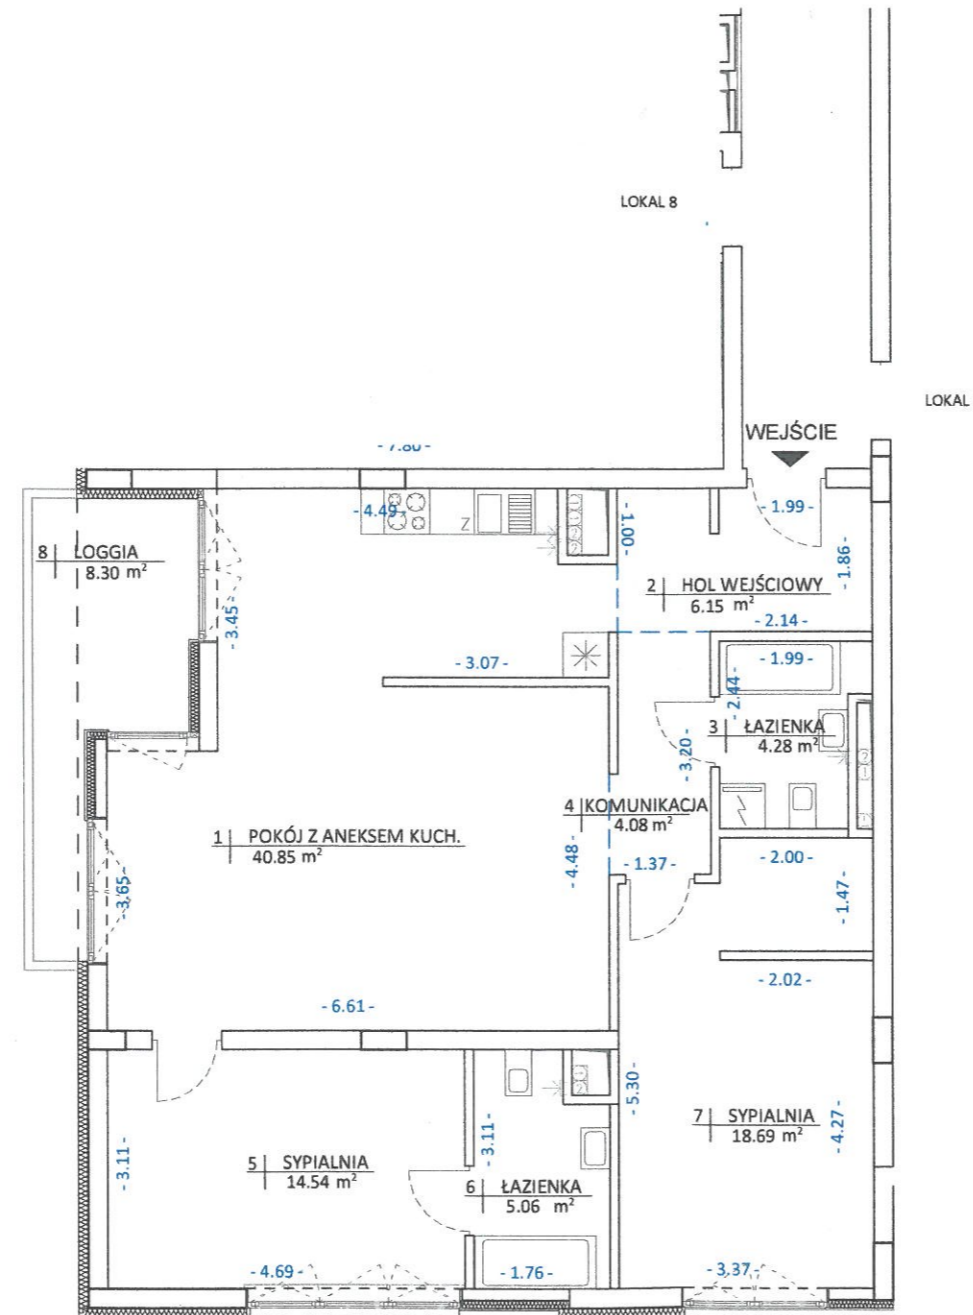 LOKAL 8
LOKAL
WEJŚCIE
- 7.80 -
- 4.49 -
Z
- 1.00 -
- 1.99 -
8 | LOGGIA
8.30 m²
- 3.45 -
- 1.86 -
2 | HOL WEJŚCIOWY
6.15 m²
- 2.14 -
- 3.07 -
- 1.99 -
- 2.44 -
3 | ŁAZIENKA
4.28 m²
- 3.20 -
4 | KOMUNIKACJA
4.08 m²
1 | POKÓJ Z ANEKSEM KUCH.
40.85 m²
- 4.48 -
- 1.37 -
- 2.00 -
- 3.65 -
- 1.47 -
- 2.02 -
- 6.61 -
- 5.30 -
7 | SYPIALNIA
18.69 m²
- 4.27 -
- 3.11 -
- 3.11 -
5 | SYPIALNIA
14.54 m²
6 | ŁAZIENKA
5.06 m²
- 4.69 -
- 1.76 -
- 3.37 -